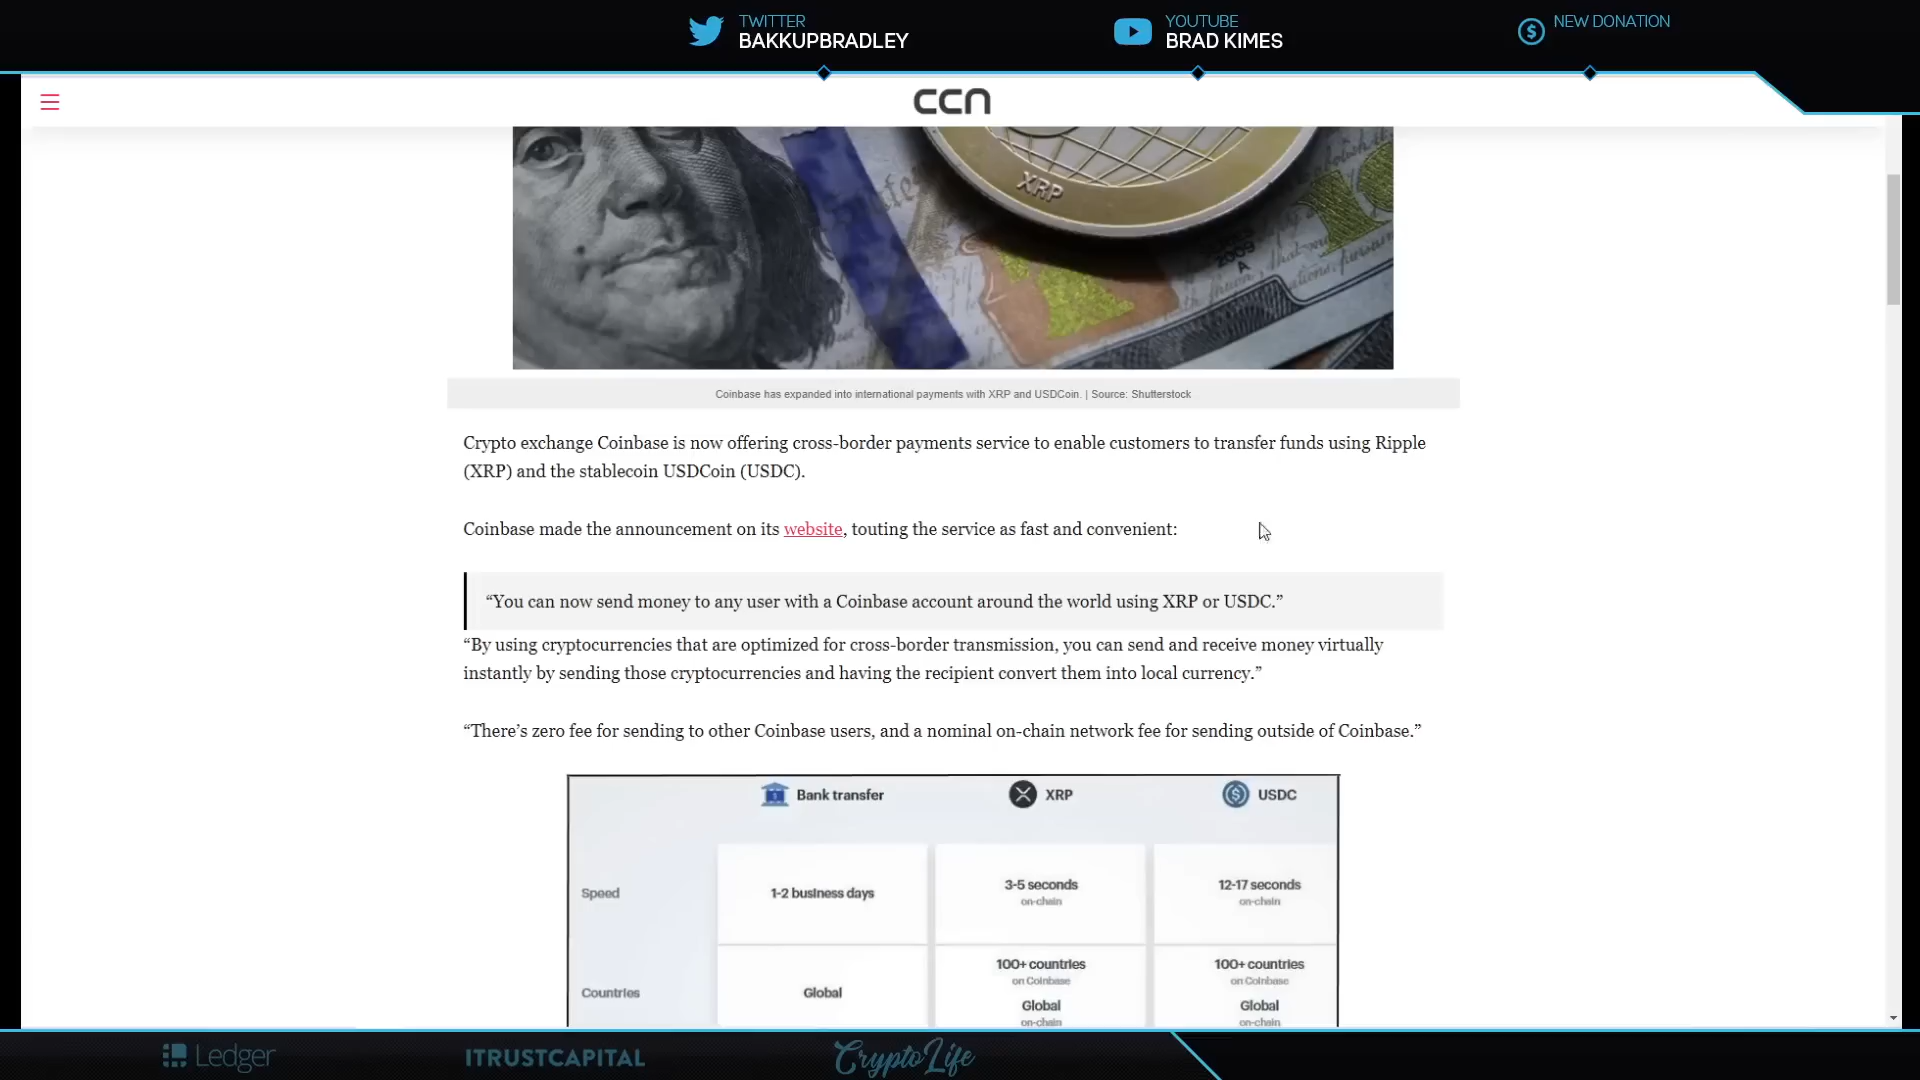 TWITTER
BAKKUPBRADLEY
YOUTUBE
BRAD KIMES
NEW DONATION
CCN
XRP
2009
A
Coinbase has expanded into international payments with XRP and USDCoin. | Source: Shutterstock
Crypto exchange Coinbase is now offering cross-border payments service to enable customers to transfer funds using Ripple
(XRP) and the stablecoin USDCoin (USDC).
Coinbase made the announcement on its website, touting the service as fast and convenient:
“You can now send money to any user with a Coinbase account around the world using XRP or USDC.”
“By using cryptocurrencies that are optimized for cross-border transmission, you can send and receive money virtually
instantly by sending those cryptocurrencies and having the recipient convert them into local currency.”
“There’s zero fee for sending to other Coinbase users, and a nominal on-chain network fee for sending outside of Coinbase.”
Bank transfer XRP USDC
Speed 1-2 business days 3-5 seconds 12-17 seconds
on-chain on-chain
Countries Global 100+ countries 100+ countries
on Coinbase on Coinbase
Global Global
on-chain on-chain
Ledger ITRUSTCAPITAL CryptoLife